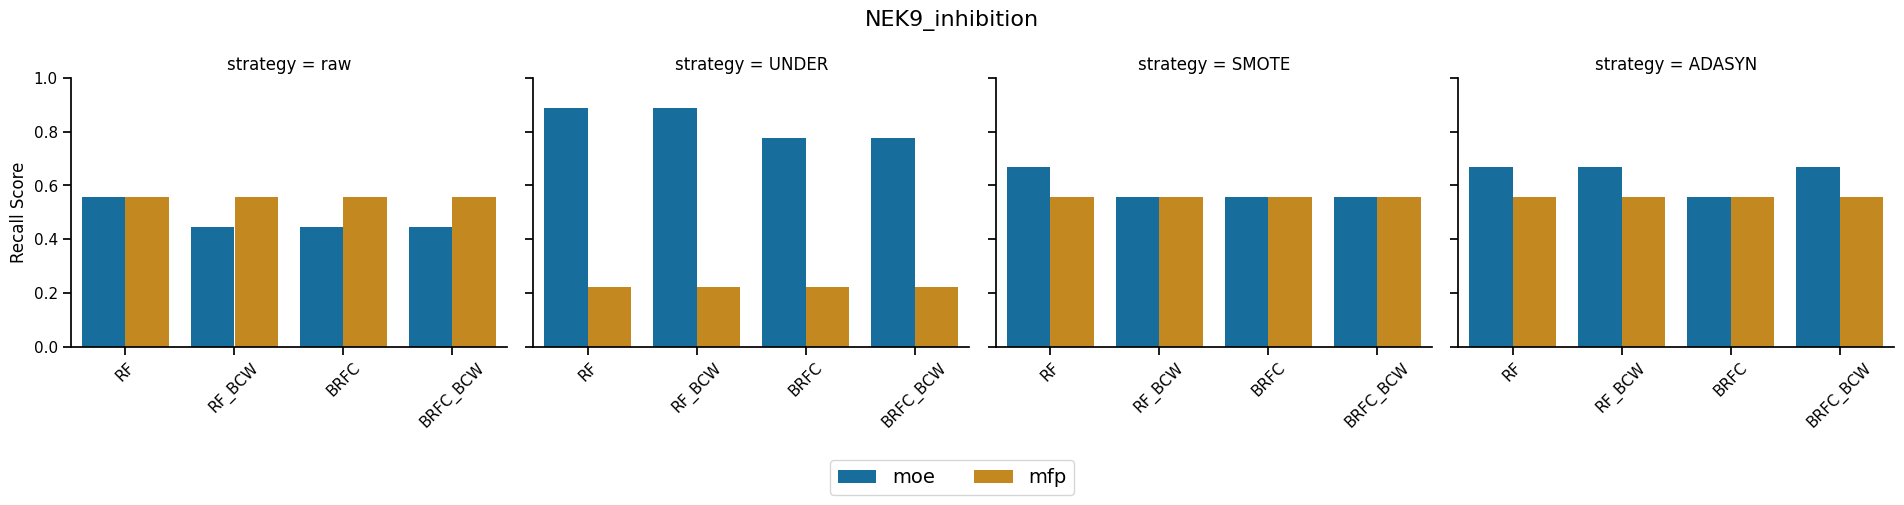 NEK9_inhibition
strategy = raw
strategy = UNDER
strategy = SMOTE
strategy = ADASYN
Recall Score
1.0
0.8
0.6
0.4
0.2
0.0
RF
RF_BCW
BRFC
BRFC_BCW
RF
RF_BCW
BRFC
BRFC_BCW
RF
RF_BCW
BRFC
BRFC_BCW
RF
RF_BCW
BRFC
BRFC_BCW
moe
mfp